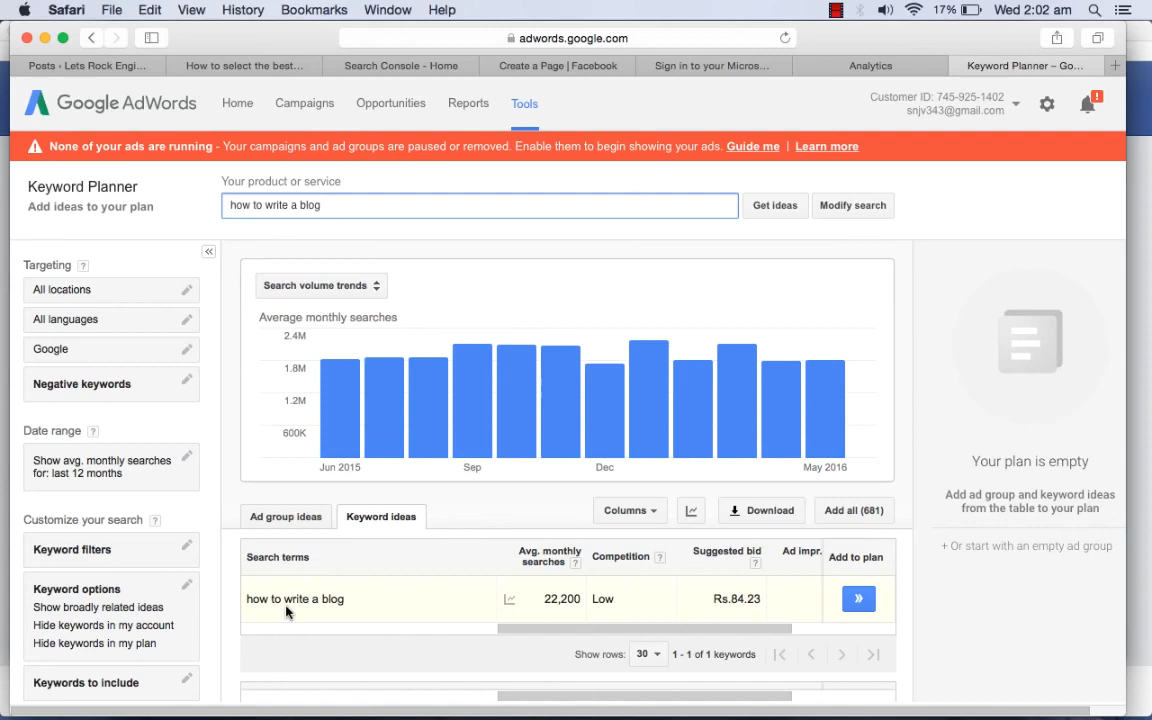 Safari File Edit View History Bookmarks Window Help 17% Wed 2:02 am
adwords.google.com
Posts ‹ Lets Rock Engi... How to select the best... Search Console - Home Create a Page | Facebook Sign in to your Micros... Analytics Keyword Planner – Go... +
Google AdWords Home Campaigns Opportunities Reports Tools
Customer ID: 745-925-1402
snjv343@gmail.com
!
None of your ads are running - Your campaigns and ad groups are paused or removed. Enable them to begin showing your ads. Guide me | Learn more
Keyword Planner
Add ideas to your plan
Your product or service
how to write a blog Get ideas Modify search
«
Targeting ?
All locations
All languages
Google
Negative keywords
Date range ?
Show avg. monthly searches
for: last 12 months
Customize your search ?
Keyword filters
Keyword options
Show broadly related ideas
Hide keywords in my account
Hide keywords in my plan
Keywords to include
Search volume trends
Average monthly searches
2.4M
1.8M
1.2M
600K
Jun 2015 Sep Dec May 2016
Ad group ideas Keyword ideas Columns Download Add all (681)
Search terms Avg. monthly searches ? Competition ? Suggested bid ? Ad impr. Add to plan
how to write a blog 22,200 Low Rs.84.23 »
Show rows: 30 1 - 1 of 1 keywords
Your plan is empty
Add ad group and keyword ideas
from the table to your plan
+ Or start with an empty ad group